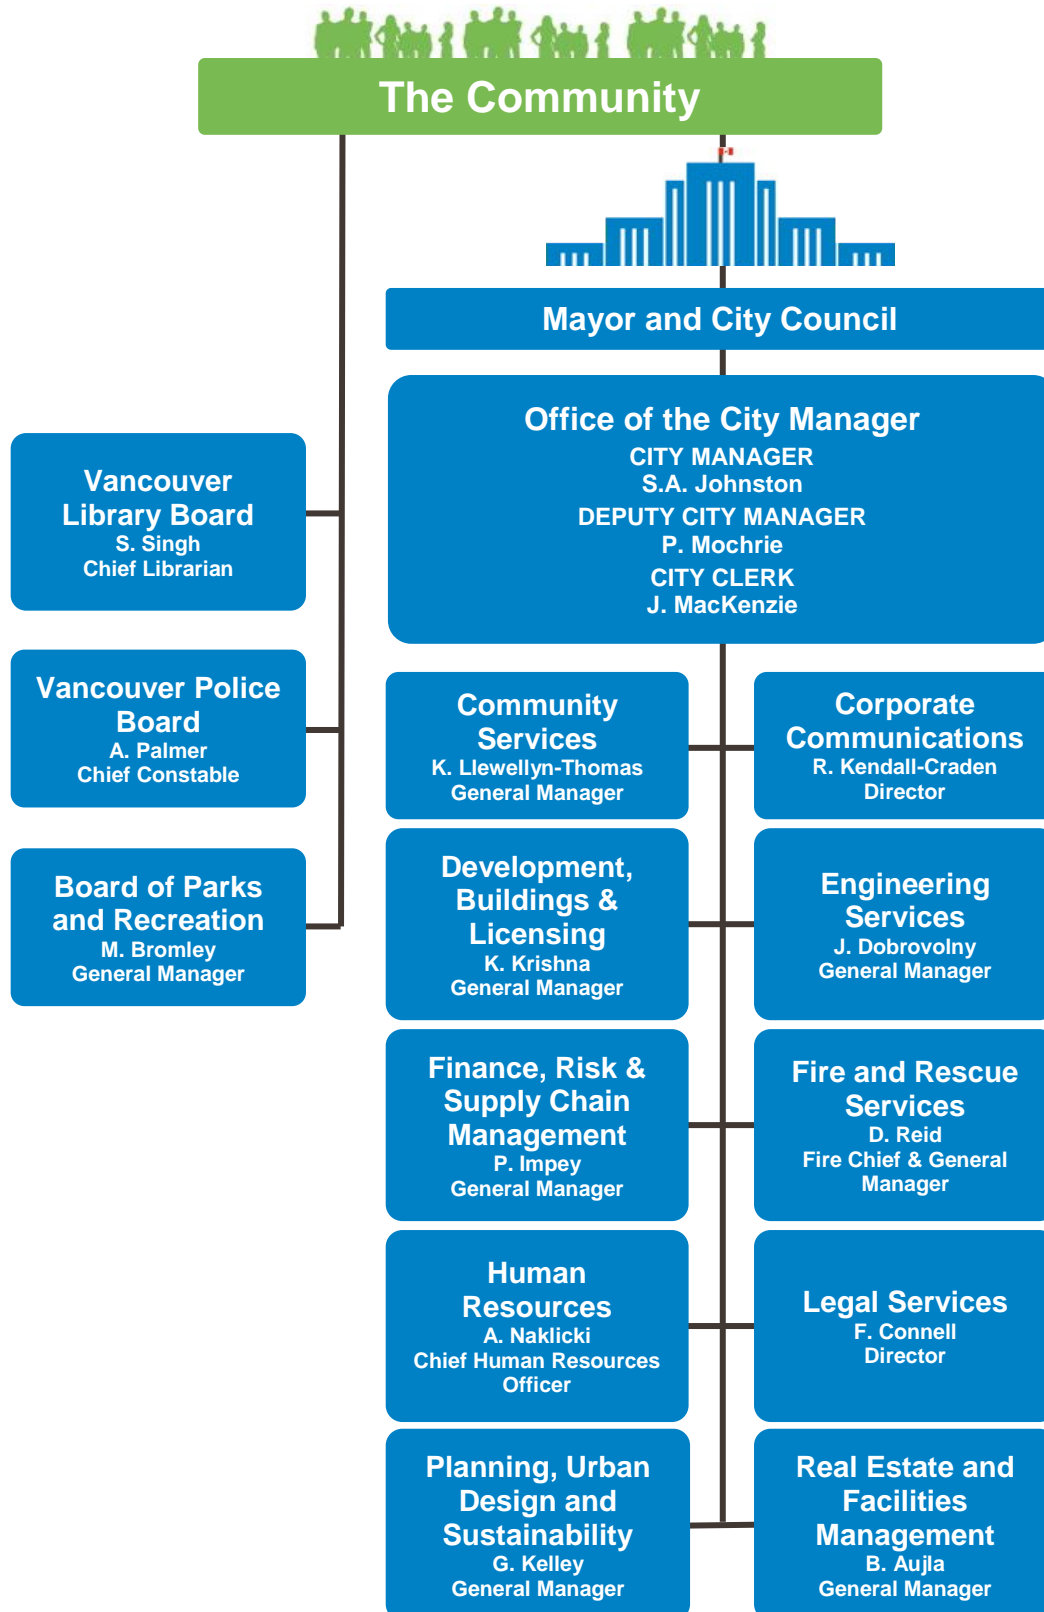 The Community
Mayor and City Council
Office of the City Manager
CITY MANAGER
S.A. Johnston
DEPUTY CITY MANAGER
P. Mochrie
CITY CLERK
J. MacKenzie
Vancouver
Library Board
S. Singh
Chief Librarian
Vancouver Police
Board
A. Palmer
Chief Constable
Board of Parks
and Recreation
M. Bromley
General Manager
Community
Services
K. Llewellyn-Thomas
General Manager
Corporate
Communications
R. Kendall-Craden
Director
Development,
Buildings &
Licensing
K. Krishna
General Manager
Engineering
Services
J. Dobrovolny
General Manager
Finance, Risk &
Supply Chain
Management
P. Impey
General Manager
Fire and Rescue
Services
D. Reid
Fire Chief & General
Manager
Human
Resources
A. Naklicki
Chief Human Resources
Officer
Legal Services
F. Connell
Director
Planning, Urban
Design and
Sustainability
G. Kelley
General Manager
Real Estate and
Facilities
Management
B. Aujla
General Manager